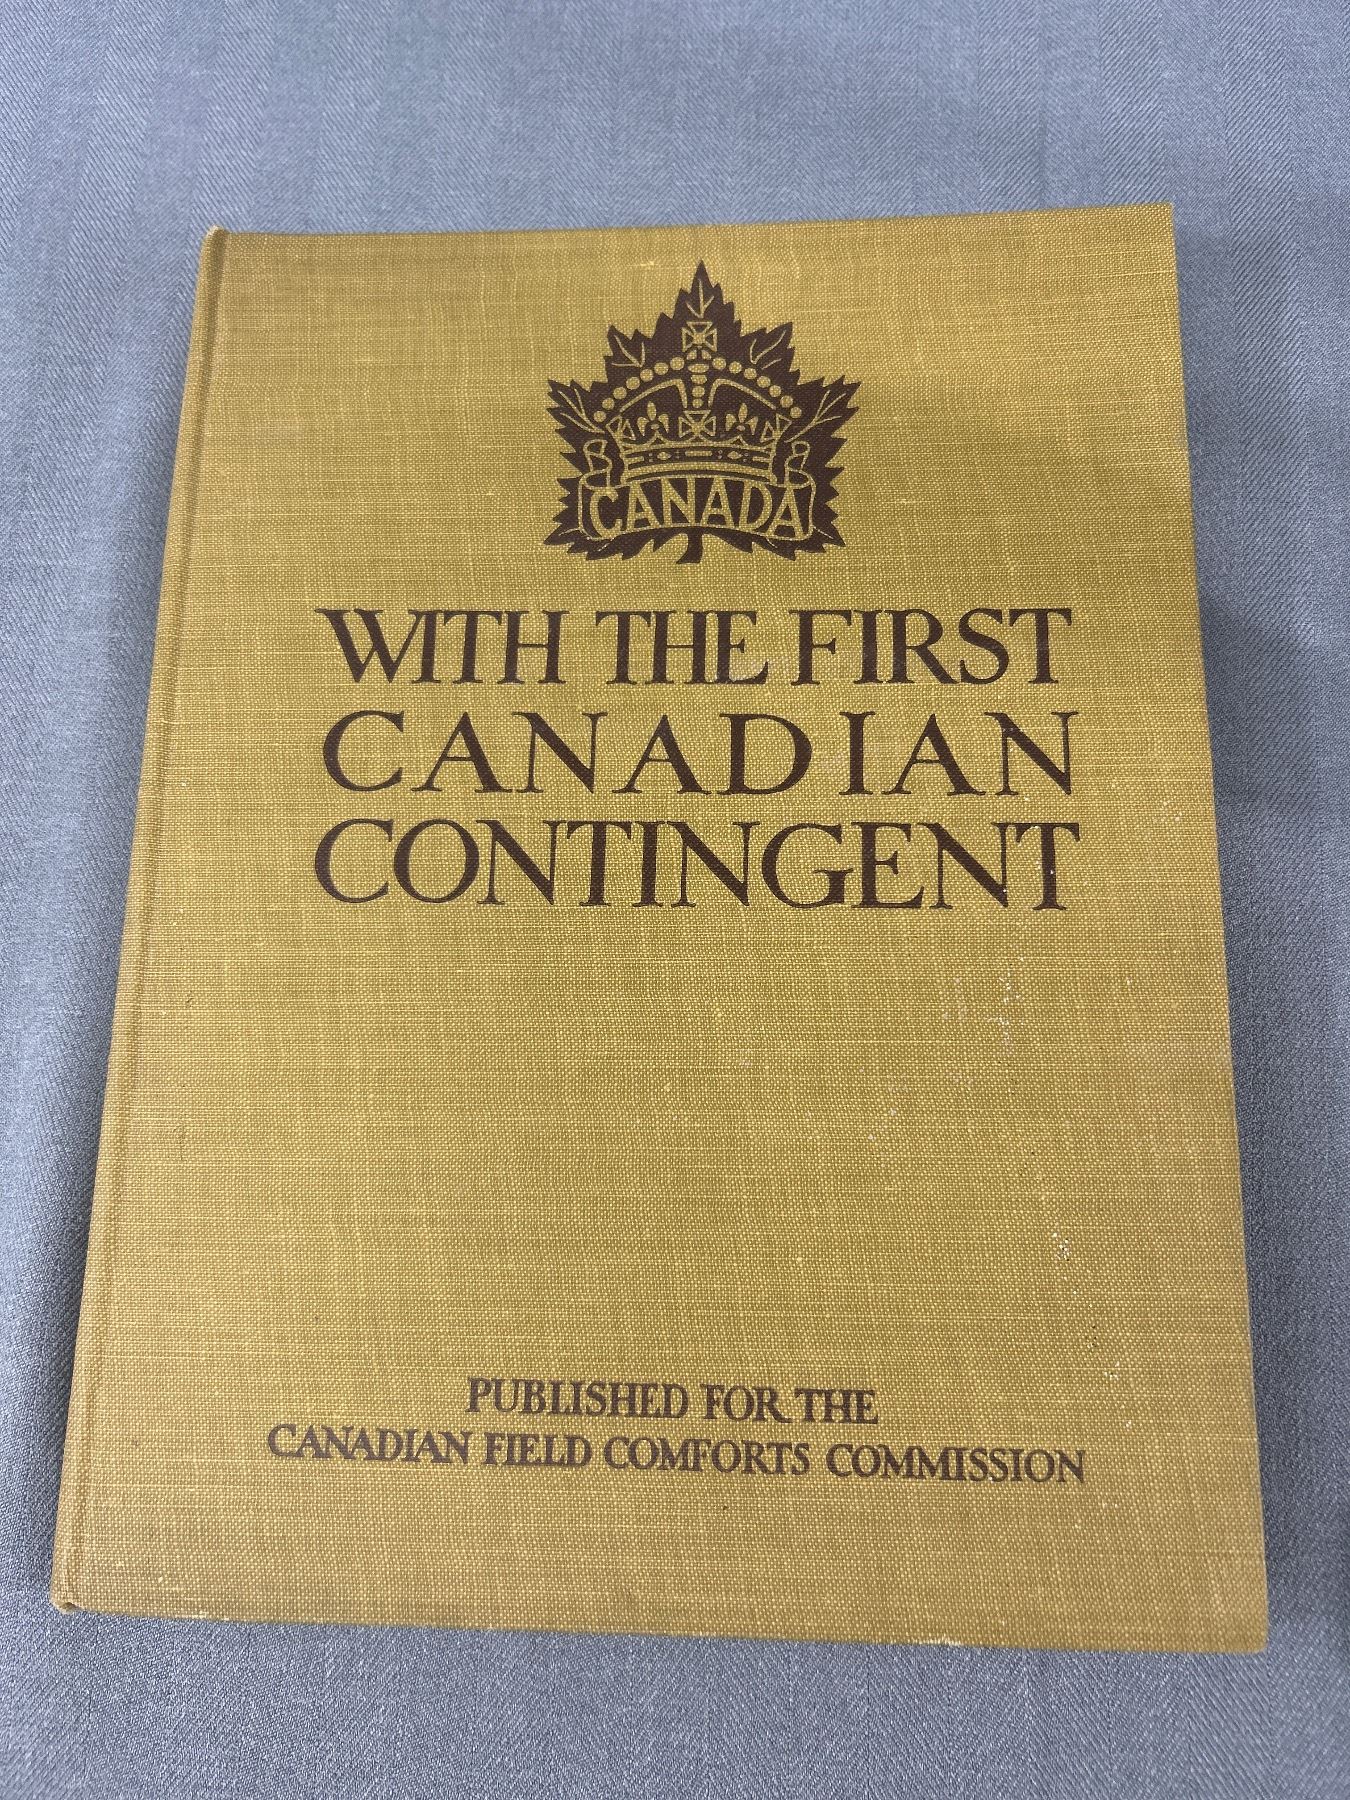 CANADA
WITH THE FIRST
CANADIAN
CONTINGENT
PUBLISHED FOR THE
CANADIAN FIELD COMFORTS COMMISSION